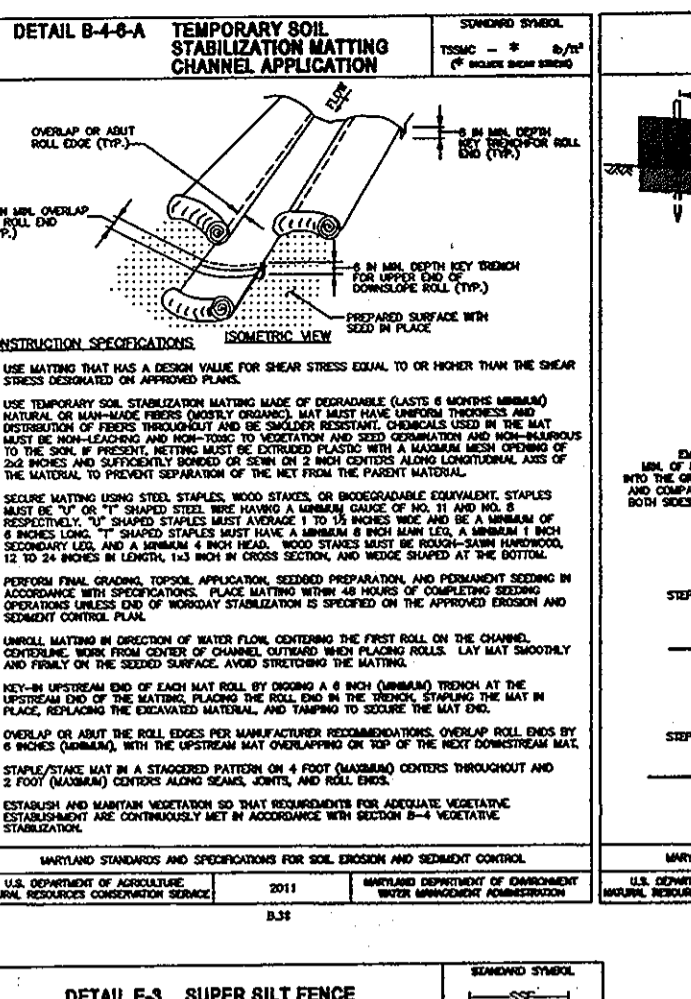 DETAIL B-4-6-A TEMPORARY SOIL
STABILIZATION MATTING
CHANNEL APPLICATION
STANDARD SYMBOL
TSSMC - * lb/ft²
(* INCLUDE SHEAR STRESS)
FLOW
OVERLAP OR ABUT
ROLL EDGE (TYP.)
6 IN MIN. DEPTH
KEY TRENCH FOR ROLL
END (TYP.)
N MIN. OVERLAP
ROLL END
P.)
6 IN MIN. DEPTH KEY TRENCH
FOR UPPER END OF
DOWNSLOPE ROLL (TYP.)
PREPARED SURFACE WITH
SEED IN PLACE
ISOMETRIC VIEW
NSTRUCTION SPECIFICATIONS
USE MATTING THAT HAS A DESIGN VALUE FOR SHEAR STRESS EQUAL TO OR HIGHER THAN THE SHEAR
STRESS DESIGNATED ON APPROVED PLANS.
USE TEMPORARY SOIL STABILIZATION MATTING MADE OF DEGRADABLE (LASTS 6 MONTHS MINIMUM)
NATURAL OR MAN-MADE FIBERS (MOSTLY ORGANIC). MAT MUST HAVE UNIFORM THICKNESS AND
DISTRIBUTION OF FIBERS THROUGHOUT AND BE SMOLDER RESISTANT. CHEMICALS USED IN THE MAT
MUST BE NON-LEACHING AND NON-TOXIC TO VEGETATION AND SEED GERMINATION AND NON-INJURIOUS
TO THE SKIN. IF PRESENT, NETTING MUST BE EXTRUDED PLASTIC WITH A MAXIMUM MESH OPENING OF
2x2 INCHES AND SUFFICIENTLY BONDED OR SEWN ON 2 INCH CENTERS ALONG LONGITUDINAL AXIS OF
THE MATERIAL TO PREVENT SEPARATION OF THE NET FROM THE PARENT MATERIAL.
SECURE MATTING USING STEEL STAPLES, WOOD STAKES, OR BIODEGRADABLE EQUIVALENT. STAPLES
MUST BE "U" OR "T" SHAPED STEEL WIRE HAVING A MINIMUM GAUGE OF NO. 11 AND NO. 8
RESPECTIVELY. "U" SHAPED STAPLES MUST AVERAGE 1 TO 1½ INCHES WIDE AND BE A MINIMUM OF
6 INCHES LONG. "T" SHAPED STAPLES MUST HAVE A MINIMUM 8 INCH MAIN LEG, A MINIMUM 1 INCH
SECONDARY LEG, AND A MINIMUM 4 INCH HEAD. WOOD STAKES MUST BE ROUGH-SAWN HARDWOOD,
12 TO 24 INCHES IN LENGTH, 1x3 INCH IN CROSS SECTION, AND WEDGE SHAPED AT THE BOTTOM.
PERFORM FINAL GRADING, TOPSOIL APPLICATION, SEEDBED PREPARATION, AND PERMANENT SEEDING IN
ACCORDANCE WITH SPECIFICATIONS. PLACE MATTING WITHIN 48 HOURS OF COMPLETING SEEDING
OPERATIONS UNLESS END OF WORKDAY STABILIZATION IS SPECIFIED ON THE APPROVED EROSION AND
SEDIMENT CONTROL PLAN.
UNROLL MATTING IN DIRECTION OF WATER FLOW, CENTERING THE FIRST ROLL ON THE CHANNEL
CENTERLINE. WORK FROM CENTER OF CHANNEL OUTWARD WHEN PLACING ROLLS. LAY MAT SMOOTHLY
AND FIRMLY ON THE SEEDED SURFACE. AVOID STRETCHING THE MATTING.
KEY-IN UPSTREAM END OF EACH MAT ROLL BY DIGGING A 6 INCH (MINIMUM) TRENCH AT THE
UPSTREAM END OF THE MATTING, PLACING THE ROLL END IN THE TRENCH, STAPLING THE MAT IN
PLACE, REPLACING THE EXCAVATED MATERIAL, AND TAMPING TO SECURE THE MAT END.
OVERLAP OR ABUT THE ROLL EDGES PER MANUFACTURER RECOMMENDATIONS. OVERLAP ROLL ENDS BY
6 INCHES (MINIMUM), WITH THE UPSTREAM MAT OVERLAPPING ON TOP OF THE NEXT DOWNSTREAM MAT.
STAPLE/STAKE MAT IN A STAGGERED PATTERN ON 4 FOOT (MAXIMUM) CENTERS THROUGHOUT AND
2 FOOT (MAXIMUM) CENTERS ALONG SEAMS, JOINTS, AND ROLL ENDS.
ESTABLISH AND MAINTAIN VEGETATION SO THAT REQUIREMENTS FOR ADEQUATE VEGETATIVE
ESTABLISHMENT ARE CONTINUOUSLY MET IN ACCORDANCE WITH SECTION B-4 VEGETATIVE
STABILIZATION.
MARYLAND STANDARDS AND SPECIFICATIONS FOR SOIL EROSION AND SEDIMENT CONTROL
U.S. DEPARTMENT OF AGRICULTURE
RAL RESOURCES CONSERVATION SERVICE
2011
MARYLAND DEPARTMENT OF ENVIRONMENT
WATER MANAGEMENT ADMINISTRATION
B.38
MIN. OF
INTO THE GR
AND COMPA
BOTH SIDES
STEP
STEP
MARY
U.S. DEPART
NATURAL RESOUR
DETAIL E-3 SUPER SILT FENCE
STANDARD SYMBOL
SSF